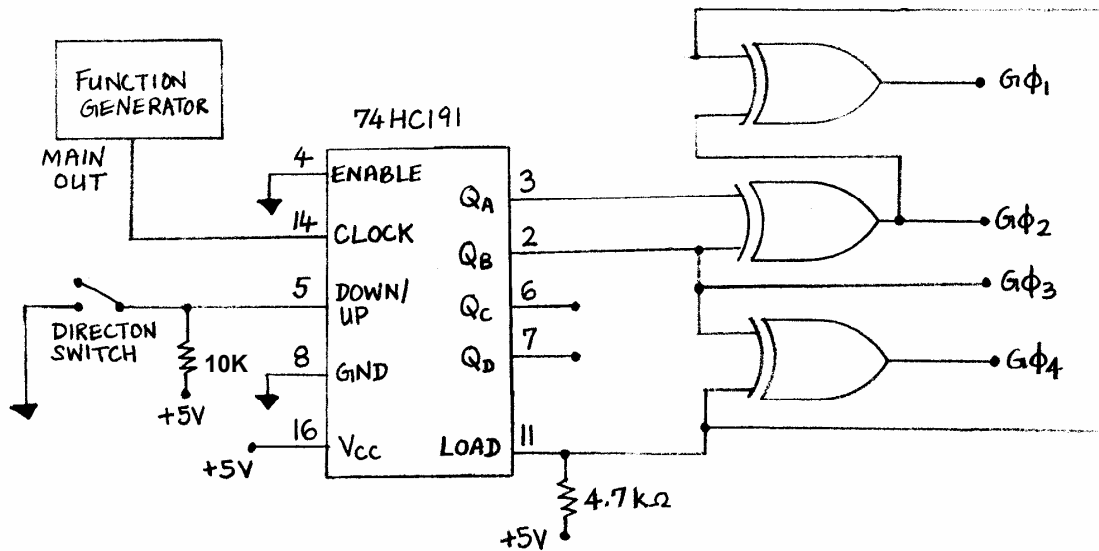 FUNCTION
GENERATOR
MAIN
OUT
74HC191
4
ENABLE
14
CLOCK
5
DOWN/
UP
DIRECTON
SWITCH
10K
+5V
8
GND
16
+5V
VCC
QA
3
QB
2
QC
6
QD
7
LOAD
11
4.7kΩ
+5V
Gϕ1
Gϕ2
Gϕ3
Gϕ4